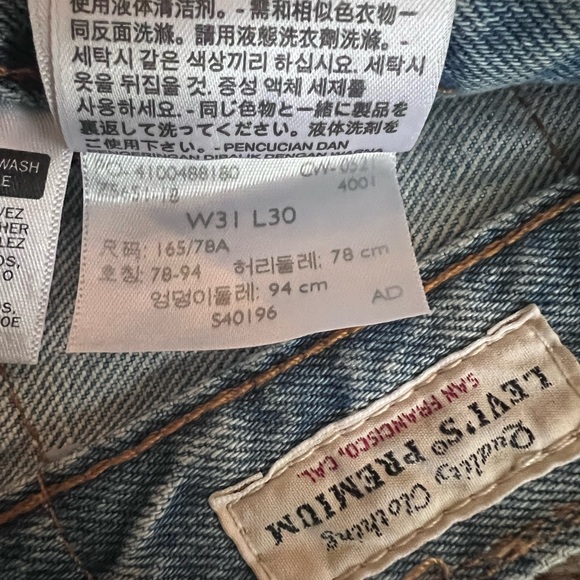 使用液体清洁剂。- 需和相似色衣物一
同反面洗滌。請用液態洗衣劑洗滌。-
세탁시 같은 색상끼리 하십시요. 세탁시
옷을 뒤집을 것. 중성 액체 세제를
사용하세요. - 同じ色物と一緒に製品を
裏返して洗ってください。液体洗剤を
ご使用下さい。- PENCUCIAN DAN
WASH
4100488180
4001
W31 L30
尺码: 165/78A
호칭: 78-94 허리둘레: 78 cm
엉덩이둘레: 94 cm
S40196
AD
Quality Clothing
LEVI'S® PREMIUM
SAN FRANCISCO, CAL.